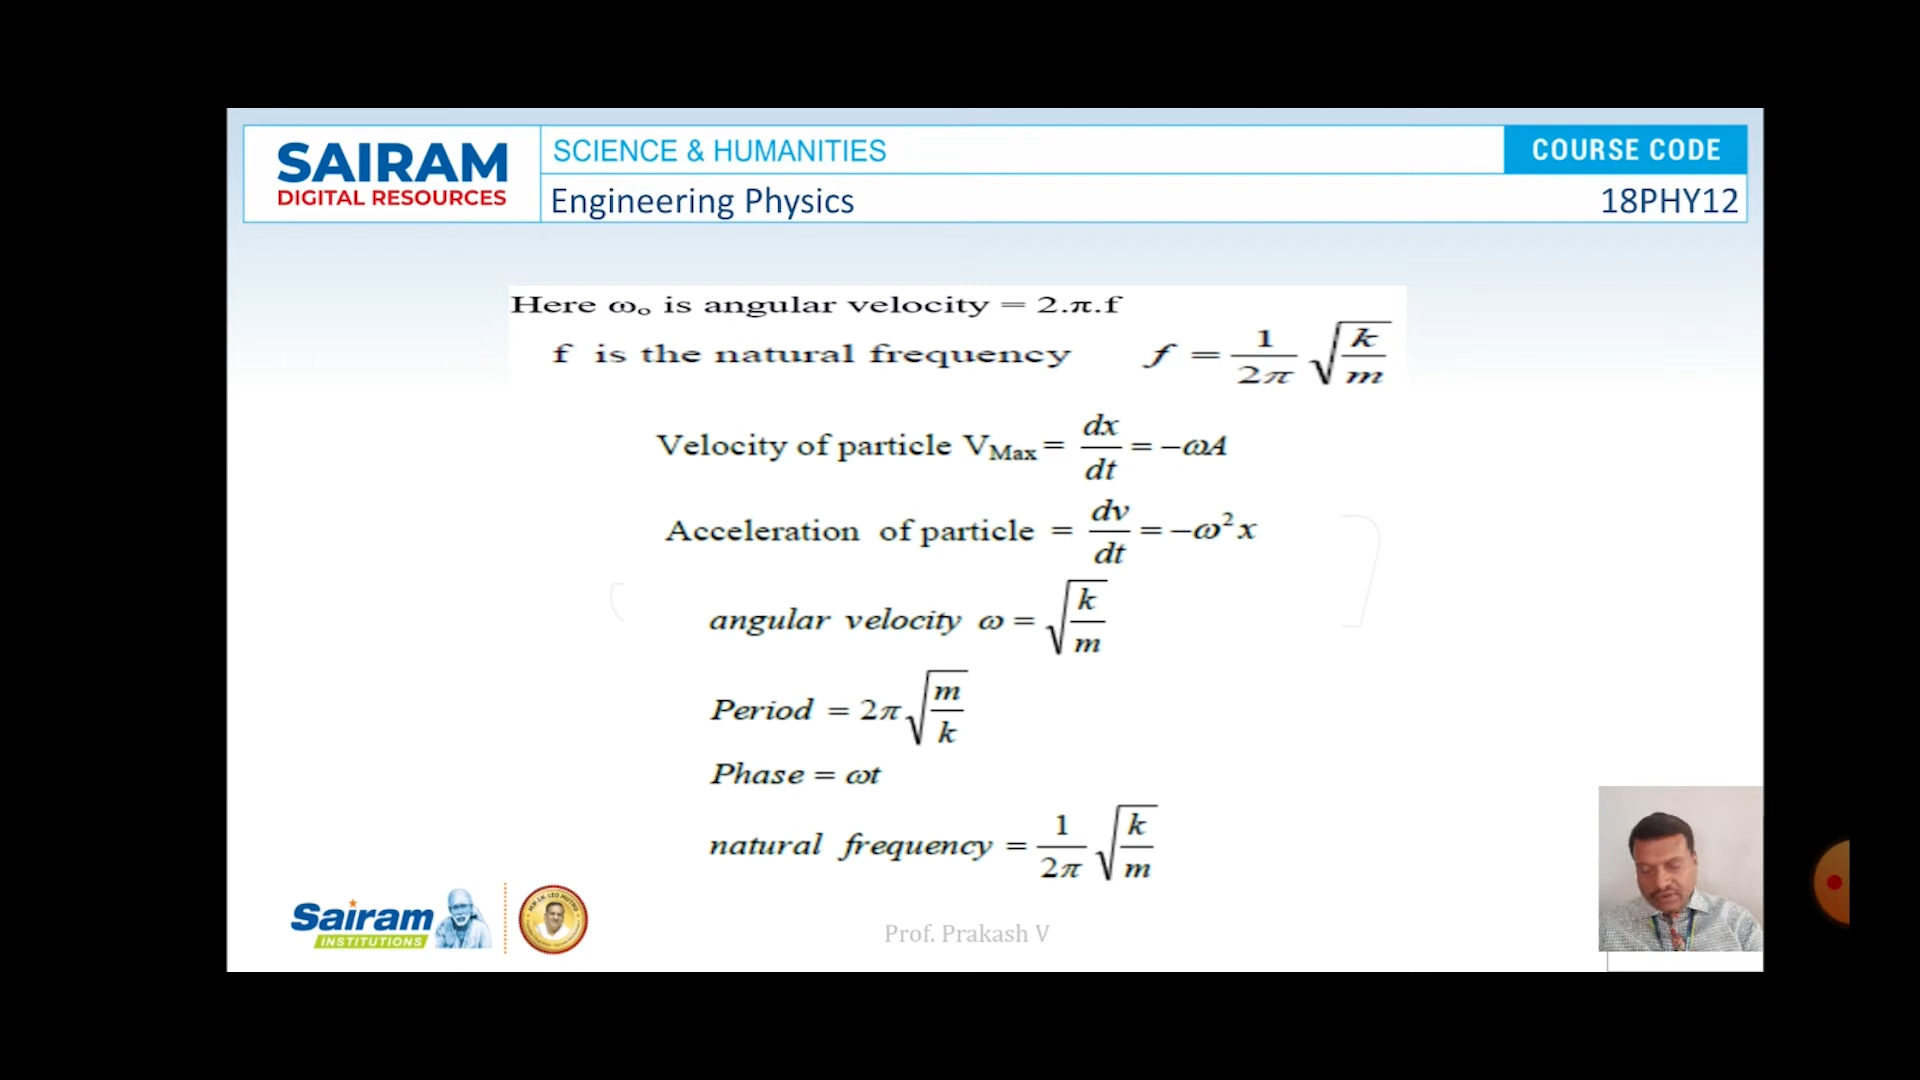 SAIRAM
DIGITAL RESOURCES
SCIENCE & HUMANITIES
COURSE CODE
Engineering Physics
18PHY12
Here ω₀ is angular velocity = 2.π.f
f is the natural frequency f = 1/2π √(k/m)
Velocity of particle V_Max = dx/dt = −ωA
Acceleration of particle = dv/dt = −ω²x
angular velocity ω = √(k/m)
Period = 2π√(m/k)
Phase = ωt
natural frequency = 1/2π √(k/m)
Sairam
INSTITUTIONS
Prof. Prakash V